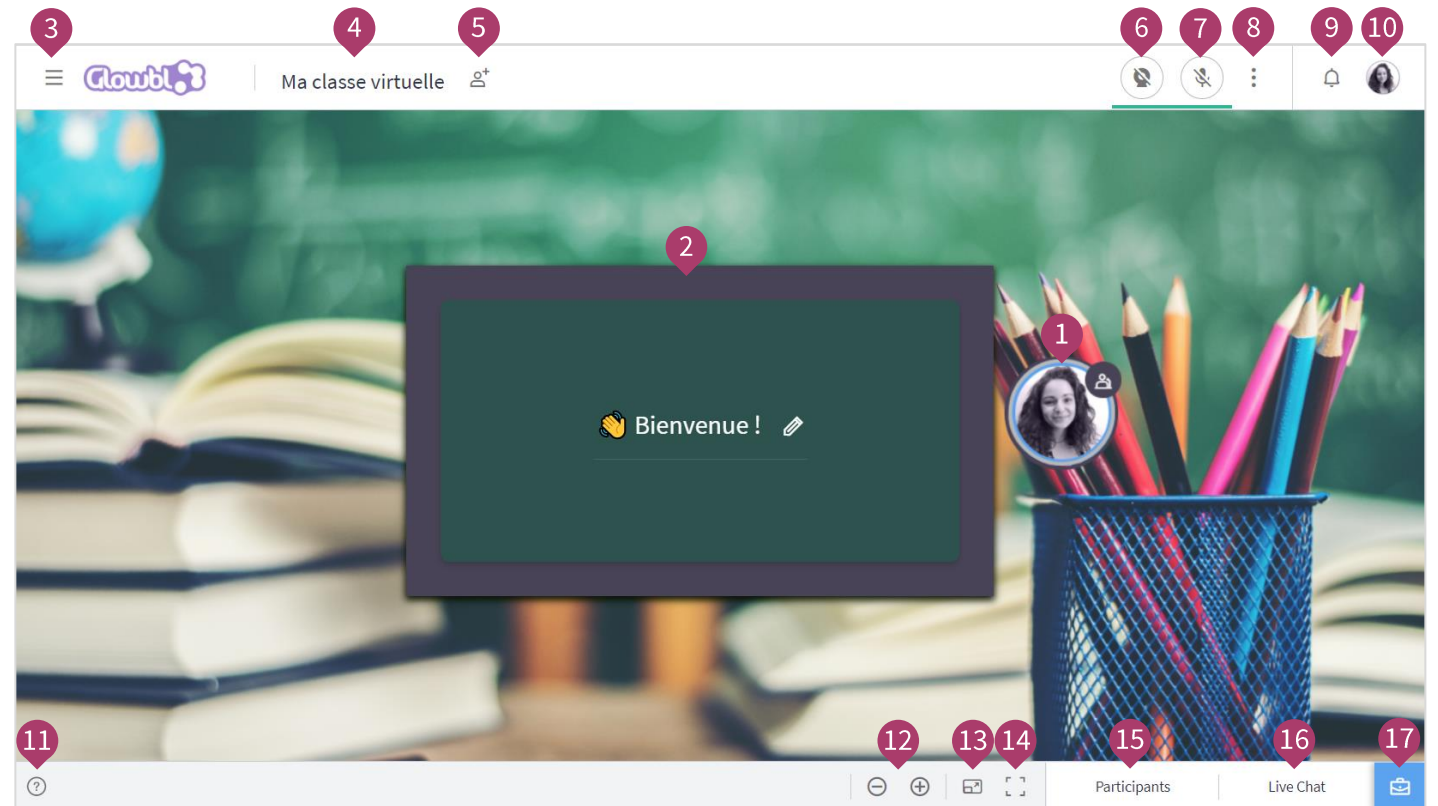 3 4 5 6 7 8 9 10
Glowbl Ma classe virtuelle
2
1
👋 Bienvenue !
11 12 13 14 15 16 17
? Participants Live Chat